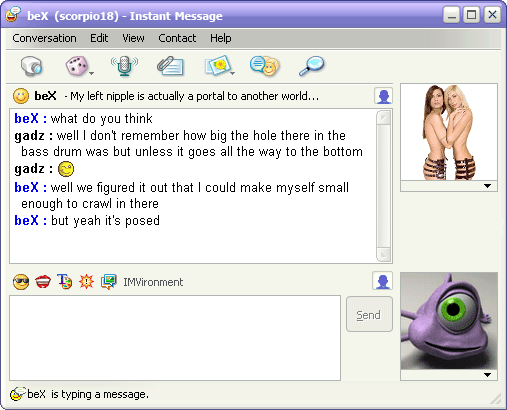 beX (scorpio18) - Instant Message
Conversation Edit View Contact Help
beX - My left nipple is actually a portal to another world...
beX : what do you think
gadz : well I don't remember how big the hole there in the
bass drum was but unless it goes all the way to the bottom
gadz :
beX : well we figured it out that I could make myself small
enough to crawl in there
beX : but yeah it's posed
IMVironment
Send
beX is typing a message.